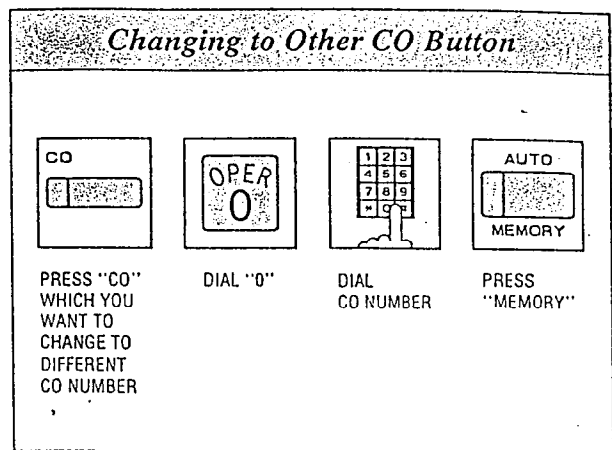 Changing to Other CO Button
CO
OPER
0
1 2 3
4 5 6
7 8 9
* 0 #
AUTO
MEMORY
PRESS "CO"
WHICH YOU
WANT TO
CHANGE TO
DIFFERENT
CO NUMBER
DIAL "0"
DIAL
CO NUMBER
PRESS
"MEMORY"